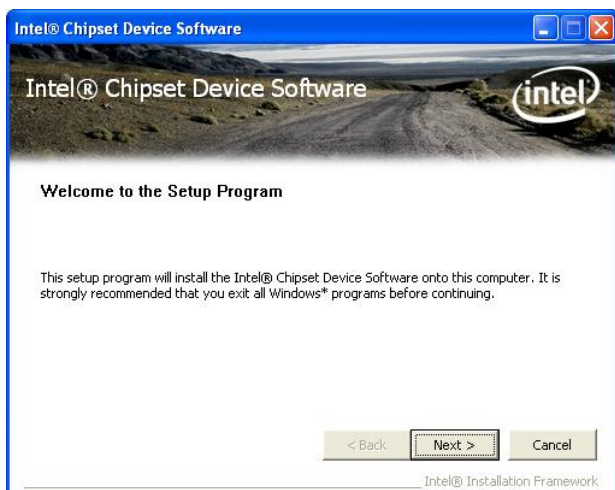 Intel® Chipset Device Software
Intel® Chipset Device Software
intel
Welcome to the Setup Program
This setup program will install the Intel® Chipset Device Software onto this computer. It is
strongly recommended that you exit all Windows* programs before continuing.
< Back
Next >
Cancel
Intel® Installation Framework